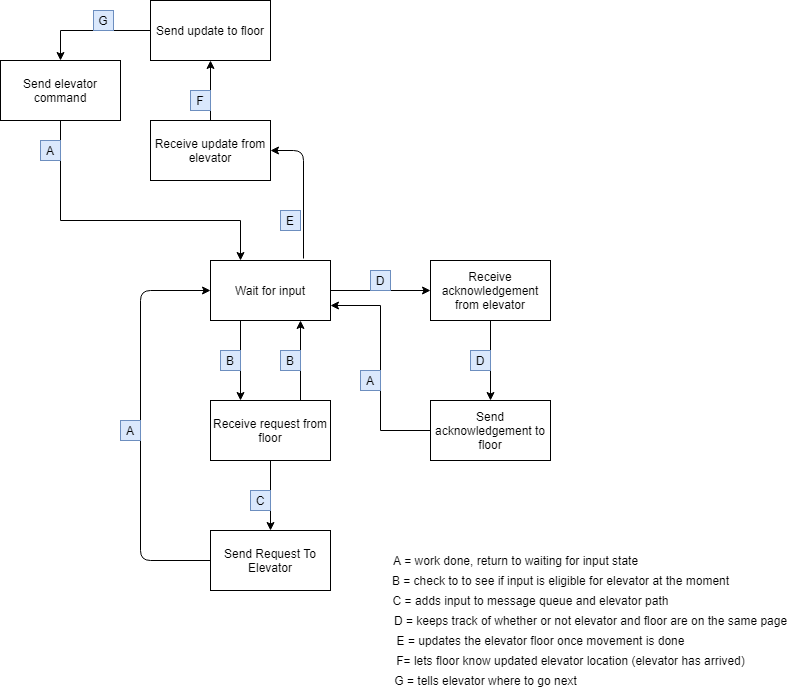 G
Send update to floor
Send elevator
command
F
A
Receive update from
elevator
E
Wait for input
D
Receive
acknowledgement
from elevator
B
B
D
A
A
Receive request from
floor
Send
acknowledgement to
floor
C
Send Request To
Elevator
A = work done, return to waiting for input state
B = check to to see if input is eligible for elevator at the moment
C = adds input to message queue and elevator path
D = keeps track of whether or not elevator and floor are on the same page
E = updates the elevator floor once movement is done
F= lets floor know updated elevator location (elevator has arrived)
G = tells elevator where to go next